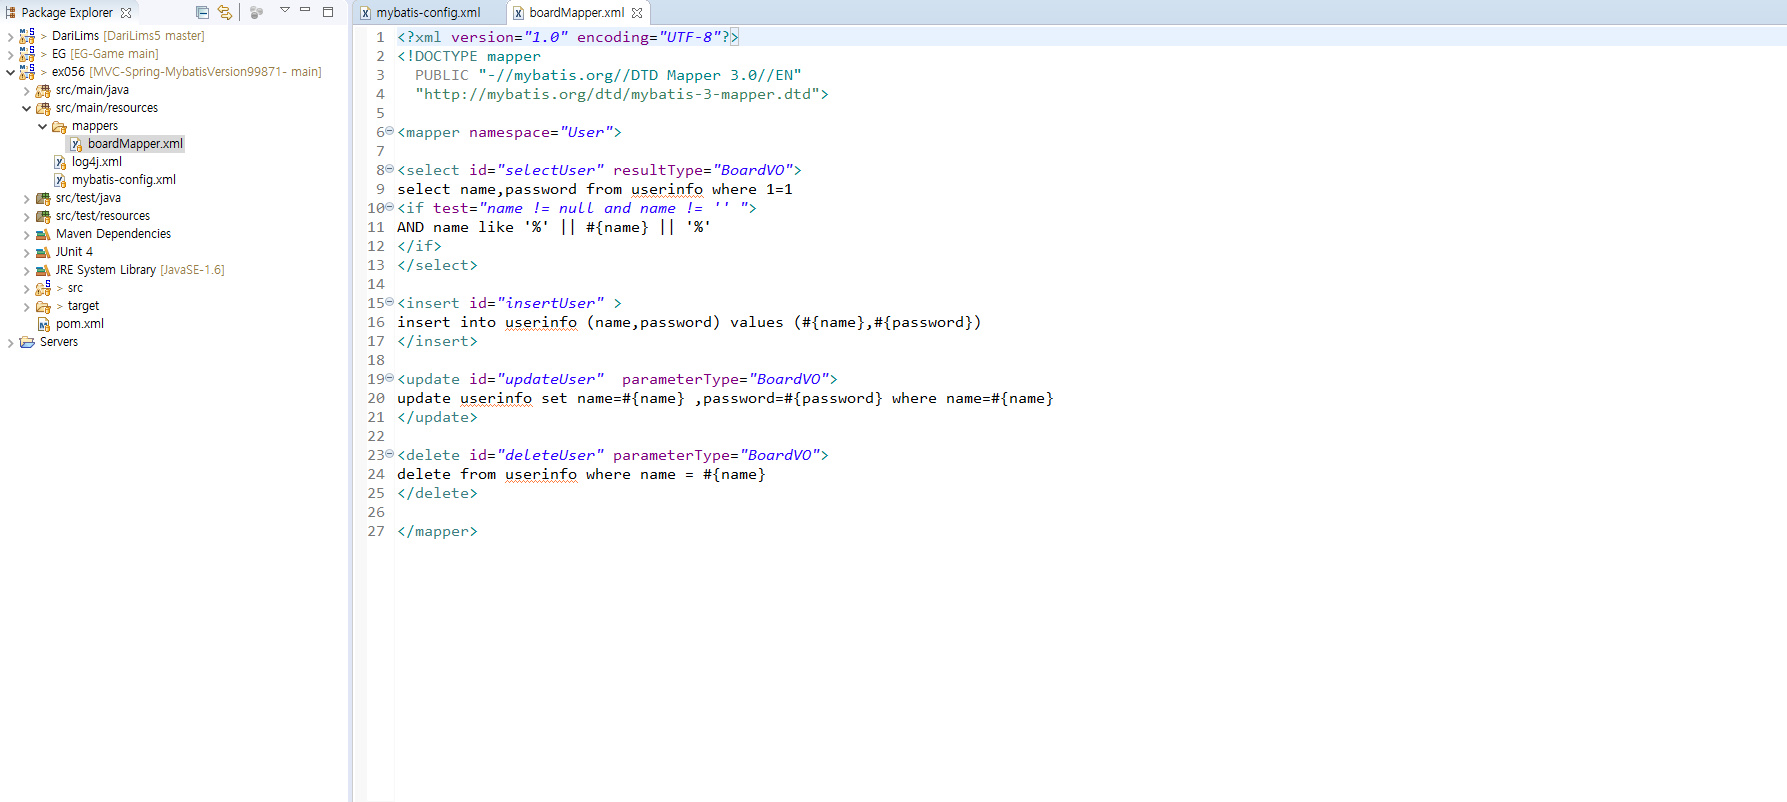 Package Explorer
> DariLims [DariLims5 master]
> EG [EG-Game main]
> ex056 [MVC-Spring-MybatisVersion99871- main]
src/main/java
src/main/resources
mappers
boardMapper.xml
log4j.xml
mybatis-config.xml
src/test/java
src/test/resources
Maven Dependencies
JUnit 4
JRE System Library [JavaSE-1.6]
> src
> target
pom.xml
Servers
mybatis-config.xml boardMapper.xml
1 <?xml version="1.0" encoding="UTF-8"?>
2 <!DOCTYPE mapper
3   PUBLIC "-//mybatis.org//DTD Mapper 3.0//EN"
4   "http://mybatis.org/dtd/mybatis-3-mapper.dtd">
5
6 <mapper namespace="User">
7
8 <select id="selectUser" resultType="BoardVO">
9 select name,password from userinfo where 1=1
10 <if test="name != null and name != '' ">
11 AND name like '%' || #{name} || '%'
12 </if>
13 </select>
14
15 <insert id="insertUser" >
16 insert into userinfo (name,password) values (#{name},#{password})
17 </insert>
18
19 <update id="updateUser"  parameterType="BoardVO">
20 update userinfo set name=#{name} ,password=#{password} where name=#{name}
21 </update>
22
23 <delete id="deleteUser" parameterType="BoardVO">
24 delete from userinfo where name = #{name}
25 </delete>
26
27 </mapper>